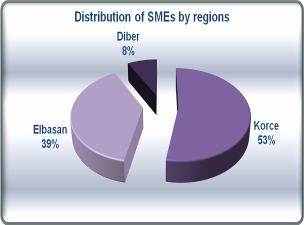 Distribution of SMEs by regions
Diber
8%
Elbasan
39%
Korce
53%